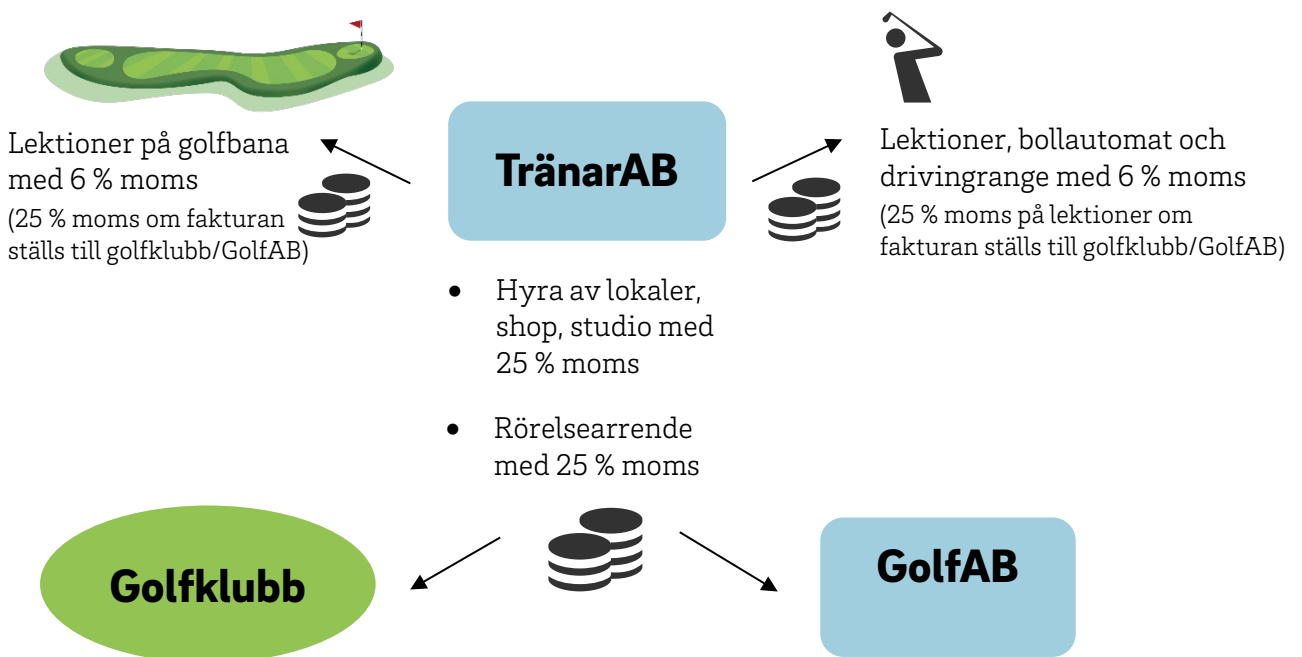 Lektioner på golfbana
med 6 % moms
(25 % moms om fakturan
ställs till golfklubb/GolfAB)
TränarAB
Lektioner, bollautomat och
drivingrange med 6 % moms
(25 % moms på lektioner om
fakturan ställs till golfklubb/GolfAB)
• Hyra av lokaler,
shop, studio med
25 % moms
• Rörelsearrende
med 25 % moms
Golfklubb
GolfAB